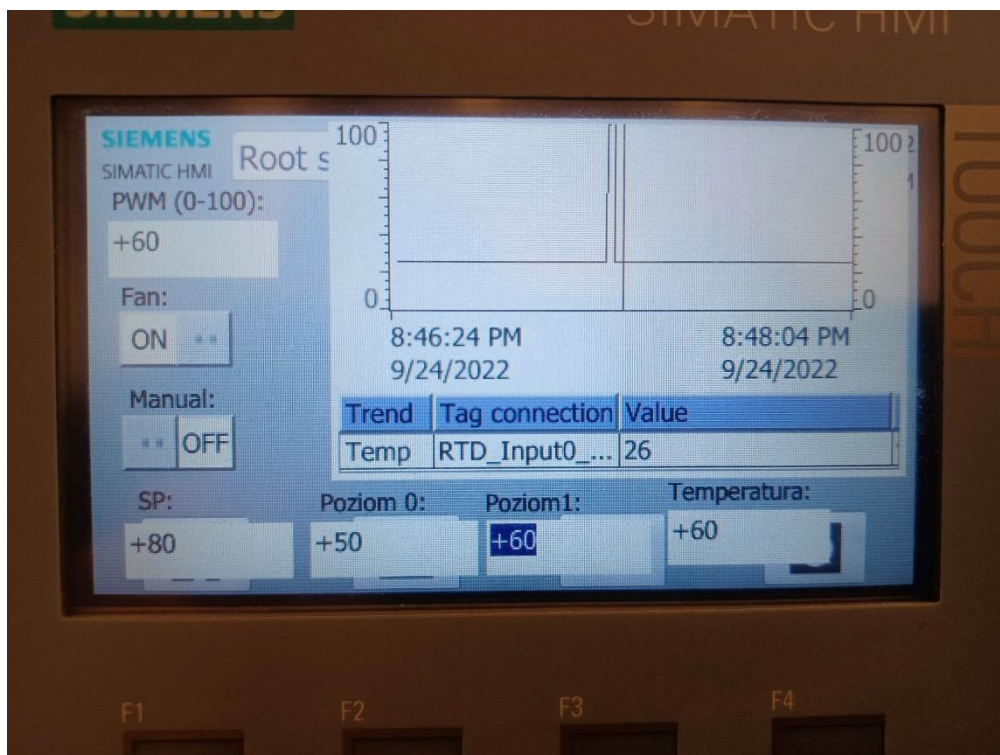 SIEMENS
SIMATIC HMI
SIEMENS
SIMATIC HMI
Root s
PWM (0-100):
+60
Fan:
ON
Manual:
OFF
100
100
0
0
8:46:24 PM
8:48:04 PM
9/24/2022
9/24/2022
Trend Tag connection Value
Temp RTD_Input0_... 26
SP:
Poziom 0:
Poziom1:
Temperatura:
+80
+50
+60
+60
TOUCH
F1
F2
F3
F4